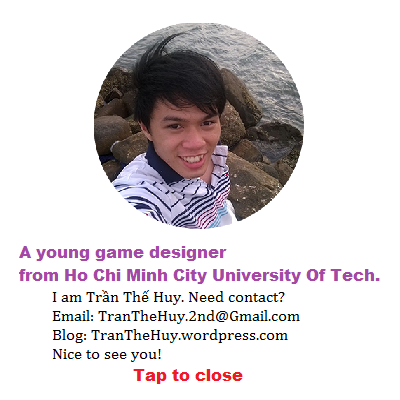 A young game designer
from Ho Chi Minh City University Of Tech.
I am Trần Thế Huy. Need contact?
Email: TranTheHuy.2nd@Gmail.com
Blog: TranTheHuy.wordpress.com
Nice to see you!
Tap to close